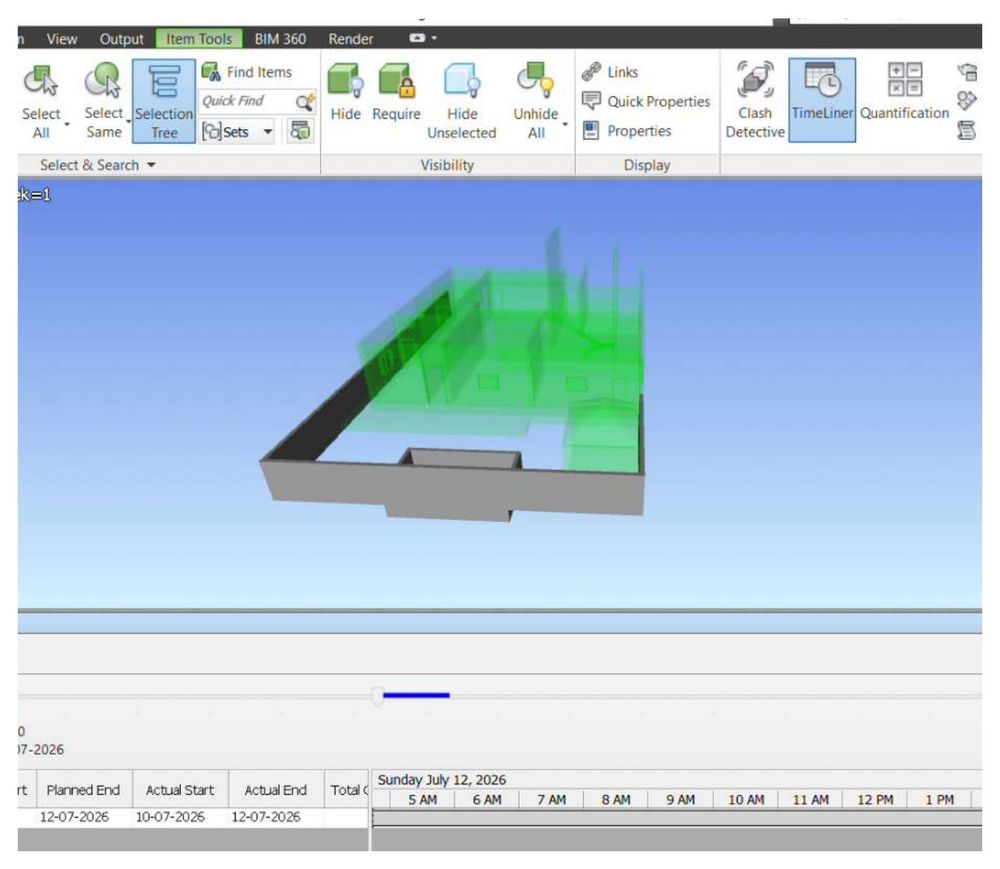 View Output Item Tools BIM 360 Render
Select All
Select Same
Selection Tree
Find Items
Quick Find
Sets
Hide
Require
Hide Unselected
Unhide All
Links
Quick Properties
Properties
Clash Detective
TimeLiner
Quantification
Select & Search
Visibility
Display
ek=1
0
07-2026
rt Planned End Actual Start Actual End Total
12-07-2026 10-07-2026 12-07-2026
Sunday July 12, 2026
5 AM 6 AM 7 AM 8 AM 9 AM 10 AM 11 AM 12 PM 1 PM